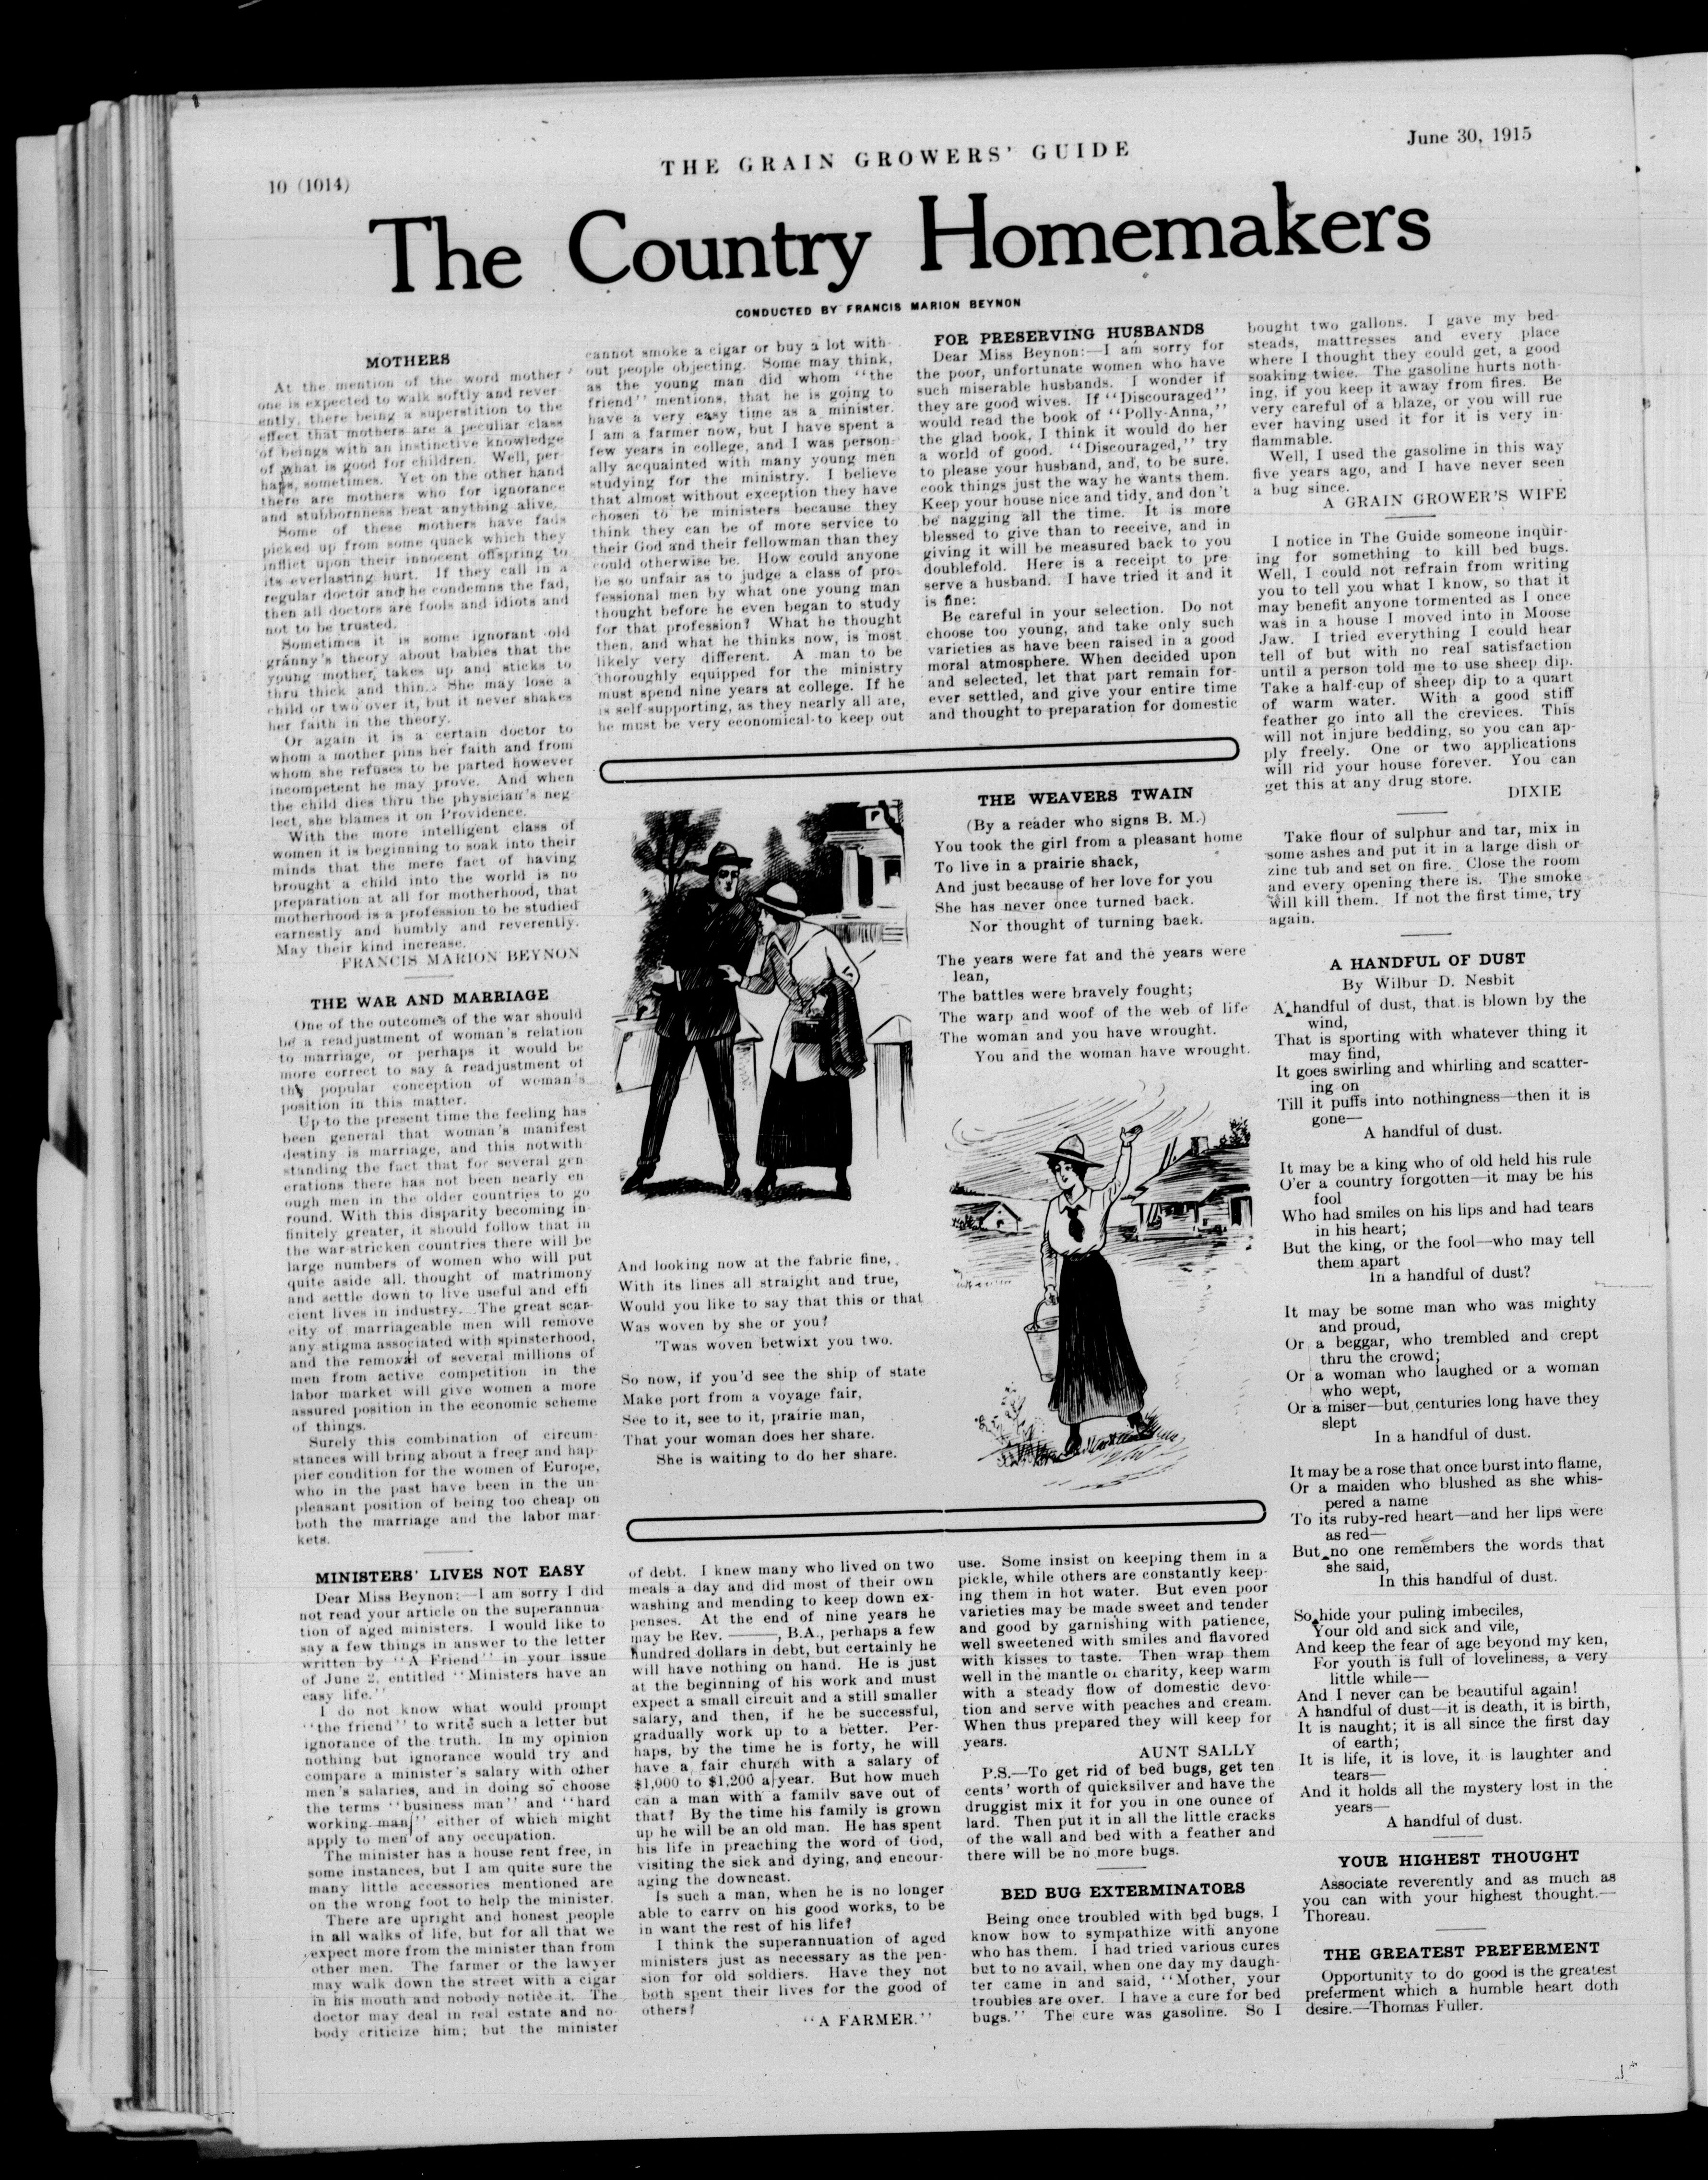 10 (1014)
THE GRAIN GROWERS' GUIDE
June 30, 1915
The Country Homemakers
CONDUCTED BY FRANCIS MARION BEYNON
MOTHERS
At the mention of the word mother
one is expected to walk softly and rever-
ently, there being a superstition to the
effect that mothers are a peculiar class
of beings with an instinctive knowledge
of what is good for children. Well, per-
haps, sometimes. Yet on the other hand
there are mothers who for ignorance
and stubbornness beat anything alive.
Some of these mothers have fads
picked up from some quack which they
inflict upon their innocent offspring to
its everlasting hurt. If they call in a
regular doctor and he condemns the fad,
then all doctors are fools and idiots and
not to be trusted.
Sometimes it is some ignorant old
granny's theory about babies that the
young mother takes up and sticks to
thru thick and thin. She may lose a
child or two over it, but it never shakes
her faith in the theory.
Or again it is a certain doctor to
whom a mother pins her faith and from
whom she refuses to be parted however
incompetent he may prove. And when
the child dies thru the physician's neg-
lect, she blames it on Providence.
With the more intelligent class of
women it is beginning to soak into their
minds that the mere fact of having
brought a child into the world is no
preparation at all for motherhood, that
motherhood is a profession to be studied
earnestly and humbly and reverently.
May their kind increase.
FRANCIS MARION BEYNON
THE WAR AND MARRIAGE
One of the outcomes of the war should
be a readjustment of woman's relation
to marriage, or perhaps it would be
more correct to say a readjustment of
the popular conception of woman's
position in this matter.
Up to the present time the feeling has
been general that woman's manifest
destiny is marriage, and this notwith-
standing the fact that for several gen-
erations there has not been nearly en-
ough men in the older countries to go
round. With this disparity becoming in-
finitely greater, it should follow that in
the war-stricken countries there will be
large numbers of women who will put
quite aside all thought of matrimony
and settle down to live useful and effi-
cient lives in industry. The great scar-
city of marriageable men will remove
any stigma associated with spinsterhood,
and the removal of several millions of
men from active competition in the
labor market will give women a more
assured position in the economic scheme
of things.
Surely this combination of circum-
stances will bring about a freer and hap-
pier condition for the women of Europe,
who in the past have been in the un-
pleasant position of being too cheap on
both the marriage and the labor mar-
kets.
MINISTERS' LIVES NOT EASY
Dear Miss Beynon:—I am sorry I did
not read your article on the superannua-
tion of aged ministers. I would like to
say a few things in answer to the letter
written by "A Friend" in your issue
of June 2, entitled "Ministers have an
easy life."
I do not know what would prompt
"the friend" to write such a letter but
ignorance of the truth. In my opinion
nothing but ignorance would try and
compare a minister's salary with other
men's salaries, and in doing so choose
the terms "business man" and "hard
working man," either of which might
apply to men of any occupation.
The minister has a house rent free, in
some instances, but I am quite sure the
many little accessories mentioned are
on the wrong foot to help the minister.
There are upright and honest people
in all walks of life, but for all that we
expect more from the minister than from
other men. The farmer or the lawyer
may walk down the street with a cigar
in his mouth and nobody notice it. The
doctor may deal in real estate and no-
body criticize him; but the minister
cannot smoke a cigar or buy a lot with-
out people objecting. Some may think,
as the young man did whom "the
friend" mentions, that he is going to
have a very easy time as a minister.
I am a farmer now, but I have spent a
few years in college, and I was person-
ally acquainted with many young men
studying for the ministry. I believe
that almost without exception they have
chosen to be ministers because they
think they can be of more service to
their God and their fellowman than they
could otherwise be. How could anyone
be so unfair as to judge a class of pro-
fessional men by what one young man
thought before he even began to study
for that profession? What he thought
then, and what he thinks now, is most
likely very different. A man to be
thoroughly equipped for the ministry
must spend nine years at college. If he
is self-supporting, as they nearly all are,
he must be very economical to keep out
of debt. I knew many who lived on two
meals a day and did most of their own
washing and mending to keep down ex-
penses. At the end of nine years he
may be Rev. ———, B.A., perhaps a few
hundred dollars in debt, but certainly he
will have nothing on hand. He is just
at the beginning of his work and must
expect a small circuit and a still smaller
salary, and then, if he be successful,
gradually work up to a better. Per-
haps, by the time he is forty, he will
have a fair church with a salary of
$1,000 to $1,200 a year. But how much
can a man with a family save out of
that? By the time his family is grown
up he will be an old man. He has spent
his life in preaching the word of God,
visiting the sick and dying, and encour-
aging the downcast.
Is such a man, when he is no longer
able to carry on his good works, to be
in want the rest of his life?
I think the superannuation of aged
ministers just as necessary as the pen-
sion for old soldiers. Have they not
both spent their lives for the good of
others?
"A FARMER."
FOR PRESERVING HUSBANDS
Dear Miss Beynon:—I am sorry for
the poor, unfortunate women who have
such miserable husbands. I wonder if
they are good wives. If "Discouraged"
would read the book of "Polly-Anna,"
the glad book, I think it would do her
a world of good. "Discouraged," try
to please your husband, and, to be sure,
cook things just the way he wants them.
Keep your house nice and tidy, and don't
be nagging all the time. It is more
blessed to give than to receive, and in
giving it will be measured back to you
doublefold. Here is a receipt to pre-
serve a husband. I have tried it and it
is fine:
Be careful in your selection. Do not
choose too young, and take only such
varieties as have been raised in a good
moral atmosphere. When decided upon
and selected, let that part remain for-
ever settled, and give your entire time
and thought to preparation for domestic
use. Some insist on keeping them in a
pickle, while others are constantly keep-
ing them in hot water. But even poor
varieties may be made sweet and tender
and good by garnishing with patience,
well sweetened with smiles and flavored
with kisses to taste. Then wrap them
well in the mantle of charity, keep warm
with a steady flow of domestic devo-
tion and serve with peaches and cream.
When thus prepared they will keep for
years.
AUNT SALLY
P.S.—To get rid of bed bugs, get ten
cents' worth of quicksilver and have the
druggist mix it for you in one ounce of
lard. Then put it in all the little cracks
of the wall and bed with a feather and
there will be no more bugs.
BED BUG EXTERMINATORS
Being once troubled with bed bugs, I
know how to sympathize with anyone
who has them. I had tried various cures
but to no avail, when one day my daugh-
ter came in and said, "Mother, your
troubles are over. I have a cure for bed
bugs." The cure was gasoline. So I
bought two gallons. I gave my bed-
steads, mattresses and every place
where I thought they could get, a good
soaking twice. The gasoline hurts noth-
ing, if you keep it away from fires. Be
very careful of a blaze, or you will rue
ever having used it for it is very in-
flammable.
Well, I used the gasoline in this way
five years ago, and I have never seen
a bug since.
A GRAIN GROWER'S WIFE
I notice in The Guide someone inquir-
ing for something to kill bed bugs.
Well, I could not refrain from writing
you to tell you what I know, so that it
may benefit anyone tormented as I once
was in a house I moved into in Moose
Jaw. I tried everything I could hear
tell of but with no real satisfaction
until a person told me to use sheep dip.
Take a half-cup of sheep dip to a quart
of warm water. With a good stiff
feather go into all the crevices. This
will not injure bedding, so you can ap-
ply freely. One or two applications
will rid your house forever. You can
get this at any drug store.
DIXIE
Take flour of sulphur and tar, mix in
some ashes and put it in a large dish or
zinc tub and set on fire. Close the room
and every opening there is. The smoke
will kill them. If not the first time, try
again.
THE WEAVERS TWAIN
(By a reader who signs B. M.)
You took the girl from a pleasant home
To live in a prairie shack,
And just because of her love for you
She has never once turned back.
Nor thought of turning back.
The years were fat and the years were
lean,
The battles were bravely fought;
The warp and woof of the web of life
The woman and you have wrought.
You and the woman have wrought.
And looking now at the fabric fine,
With its lines all straight and true,
Would you like to say that this or that
Was woven by she or you?
'Twas woven betwixt you two.
So now, if you'd see the ship of state
Make port from a voyage fair,
See to it, see to it, prairie man,
That your woman does her share.
She is waiting to do her share.
A HANDFUL OF DUST
By Wilbur D. Nesbit
A handful of dust, that is blown by the
wind,
That is sporting with whatever thing it
may find,
It goes swirling and whirling and scatter-
ing on
Till it puffs into nothingness—then it is
gone—
A handful of dust.
It may be a king who of old held his rule
O'er a country forgotten—it may be his
fool
Who had smiles on his lips and had tears
in his heart;
But the king, or the fool—who may tell
them apart
In a handful of dust?
It may be some man who was mighty
and proud,
Or a beggar, who trembled and crept
thru the crowd;
Or a woman who laughed or a woman
who wept,
Or a miser—but centuries long have they
slept
In a handful of dust.
It may be a rose that once burst into flame,
Or a maiden who blushed as she whis-
pered a name
To its ruby-red heart—and her lips were
as red—
But no one remembers the words that
she said,
In this handful of dust.
So hide your puling imbeciles,
Your old and sick and vile,
And keep the fear of age beyond my ken,
For youth is full of loveliness, a very
little while—
And I never can be beautiful again!
A handful of dust—it is death, it is birth,
It is naught; it is all since the first day
of earth;
It is life, it is love, it is laughter and
tears—
And it holds all the mystery lost in the
years—
A handful of dust.
YOUR HIGHEST THOUGHT
Associate reverently and as much as
you can with your highest thought.—
Thoreau.
THE GREATEST PREFERMENT
Opportunity to do good is the greatest
preferment which a humble heart doth
desire.—Thomas Fuller.